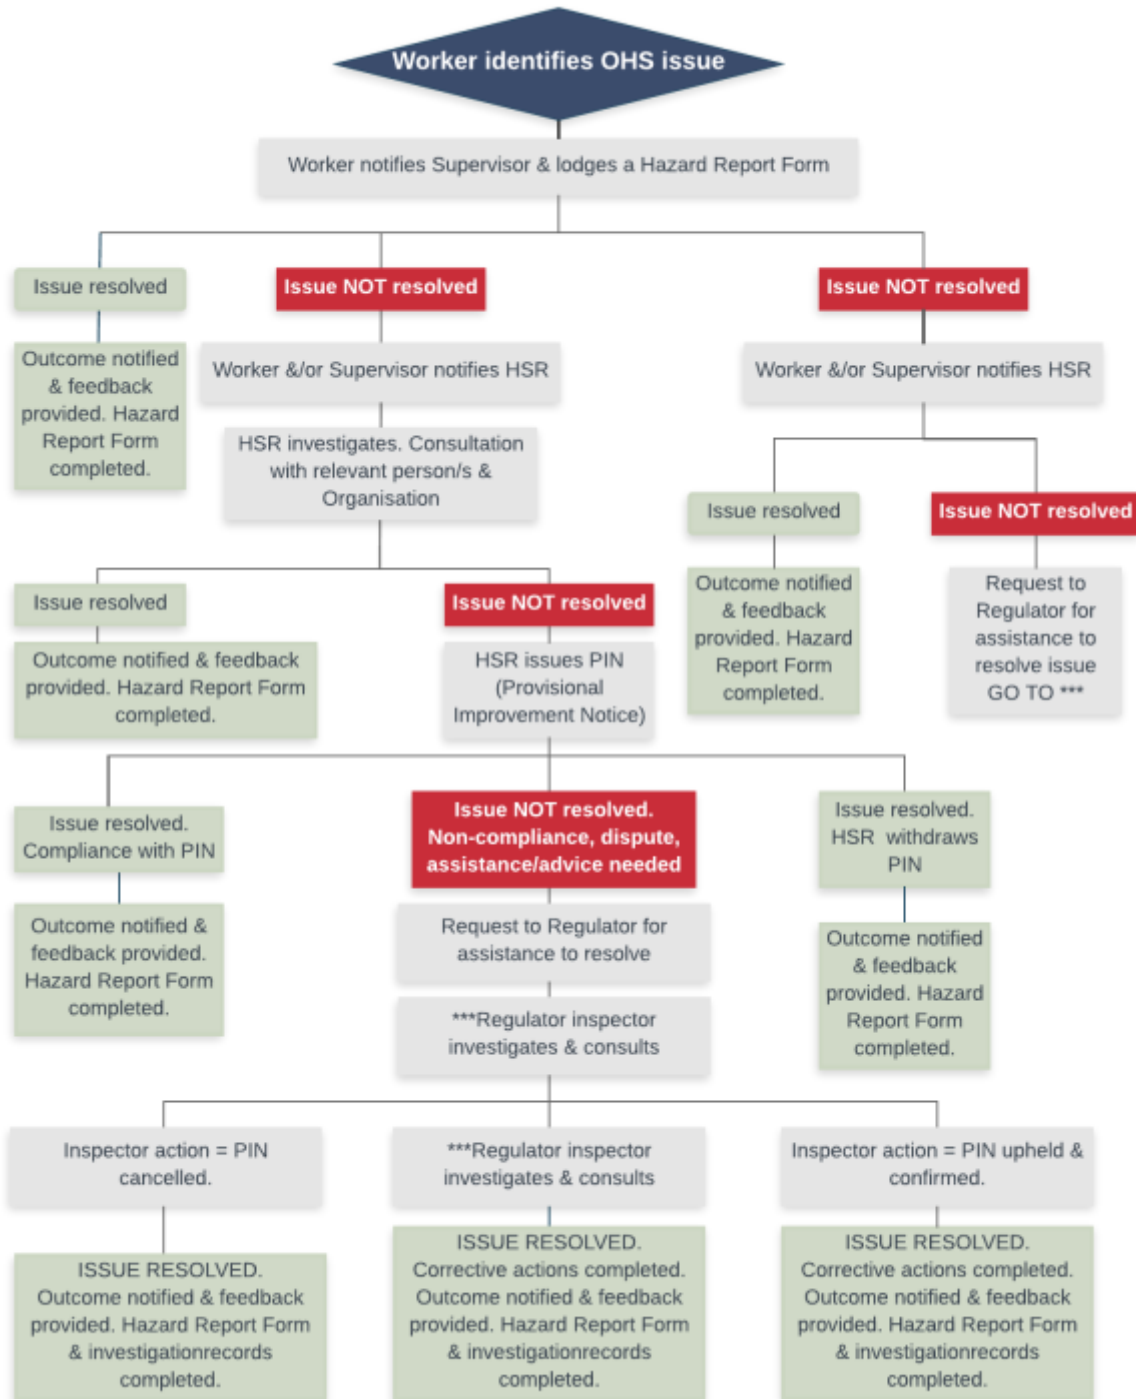 Worker identifies OHS issue
Worker notifies Supervisor & lodges a Hazard Report Form
Issue resolved
Outcome notified
& feedback
provided. Hazard
Report Form
completed.
Issue NOT resolved
Worker &/or Supervisor notifies HSR
HSR investigates. Consultation
with relevant person/s &
Organisation
Issue NOT resolved
Worker &/or Supervisor notifies HSR
Issue resolved
Outcome notified
& feedback
provided. Hazard
Report Form
completed.
Issue NOT resolved
Request to
Regulator for
assistance to
resolve issue
GO TO ***
Issue resolved
Outcome notified & feedback
provided. Hazard Report Form
completed.
Issue NOT resolved
HSR issues PIN
(Provisional
Improvement Notice)
Issue resolved.
Compliance with PIN
Outcome notified &
feedback provided.
Hazard Report Form
completed.
Issue NOT resolved.
Non-compliance, dispute,
assistance/advice needed
Request to Regulator for
assistance to resolve
***Regulator inspector
investigates & consults
Issue resolved.
HSR withdraws
PIN
Outcome notified
& feedback
provided. Hazard
Report Form
completed.
Inspector action = PIN
cancelled.
ISSUE RESOLVED.
Outcome notified & feedback
provided. Hazard Report Form
& investigationrecords
completed.
***Regulator inspector
investigates & consults
ISSUE RESOLVED.
Corrective actions completed.
Outcome notified & feedback
provided. Hazard Report Form
& investigationrecords
completed.
Inspector action = PIN upheld &
confirmed.
ISSUE RESOLVED.
Corrective actions completed.
Outcome notified & feedback
provided. Hazard Report Form
& investigationrecords
completed.